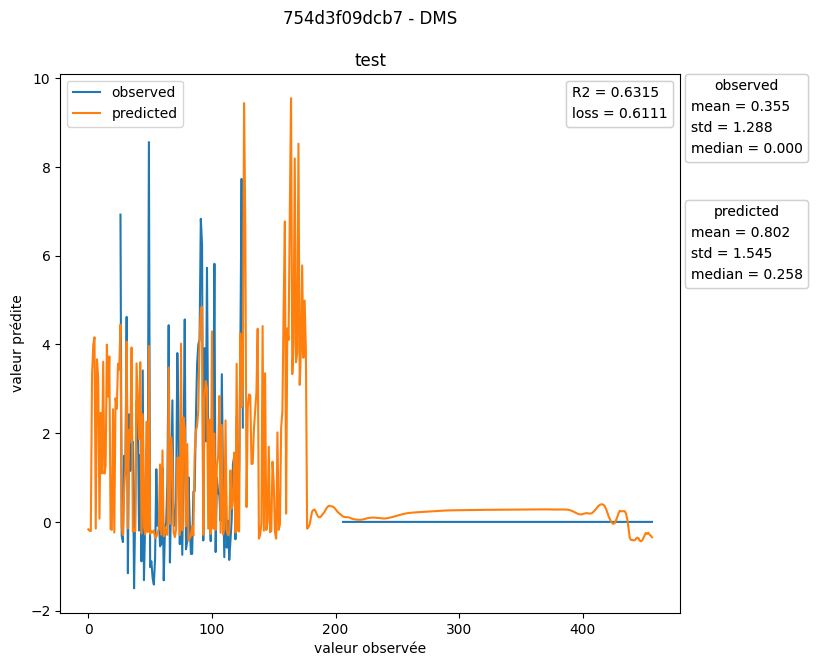 754d3f09dcb7 - DMS
test
observed
predicted
R2 = 0.6315
loss = 0.6111
observed
mean = 0.355
std = 1.288
median = 0.000
predicted
mean = 0.802
std = 1.545
median = 0.258
valeur prédite
10
8
6
4
2
0
−2
0
100
200
300
400
valeur observée